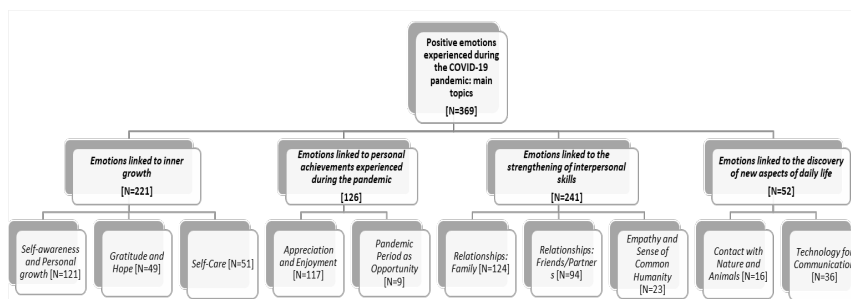 Positive emotions
experienced during
the COVID-19
pandemic: main
topics
[N=369]
Emotions linked to inner
growth
[N=221]
Emotions linked to personal
achievements experienced
during the pandemic
[126]
Emotions linked to the
strengthening of interpersonal
skills
[N=241]
Emotions linked to the discovery
of new aspects of daily life
[N=52]
Self-awareness
and Personal
growth [N=121]
Gratitude and
Hope [N=49]
Self-Care [N=51]
Appreciation
and Enjoyment
[N=117]
Pandemic
Period as
Opportunity
[N=9]
Relationships:
Family [N=124]
Relationships:
Friends/Partner
s [N=94]
Empathy and
Sense of
Common
Humanity
[N=23]
Contact with
Nature and
Animals [N=16]
Technology for
Communication
[N=36]